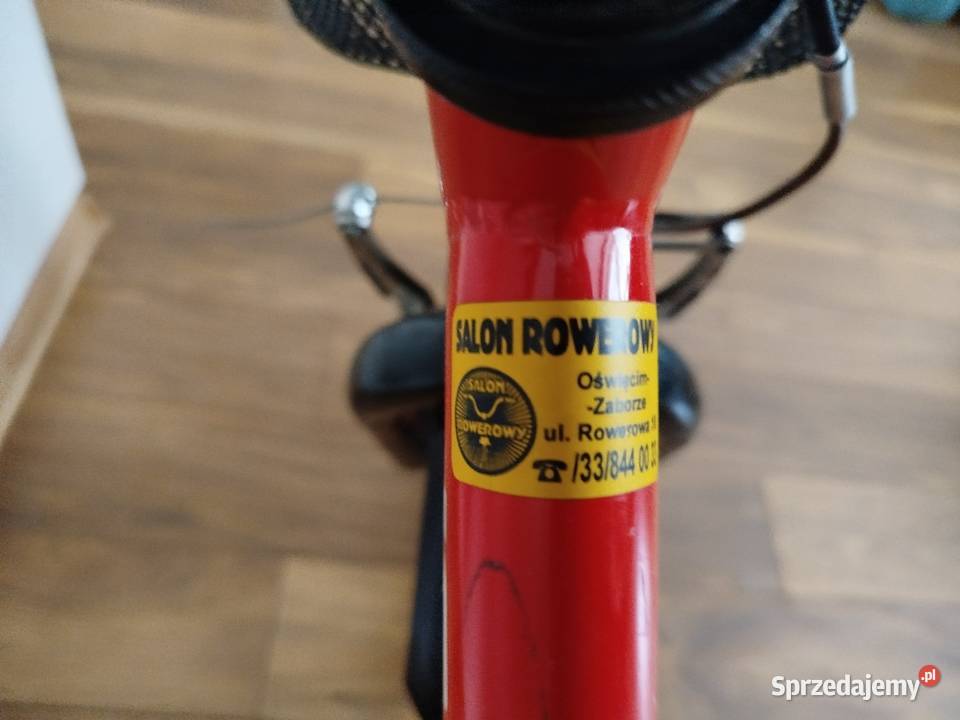 SALON ROWEROWY
SALON
ROWEROWY
Oświęcim-
-Zaborze
ul. Rowerowa
/33/844 00
Sprzedajemy.pl